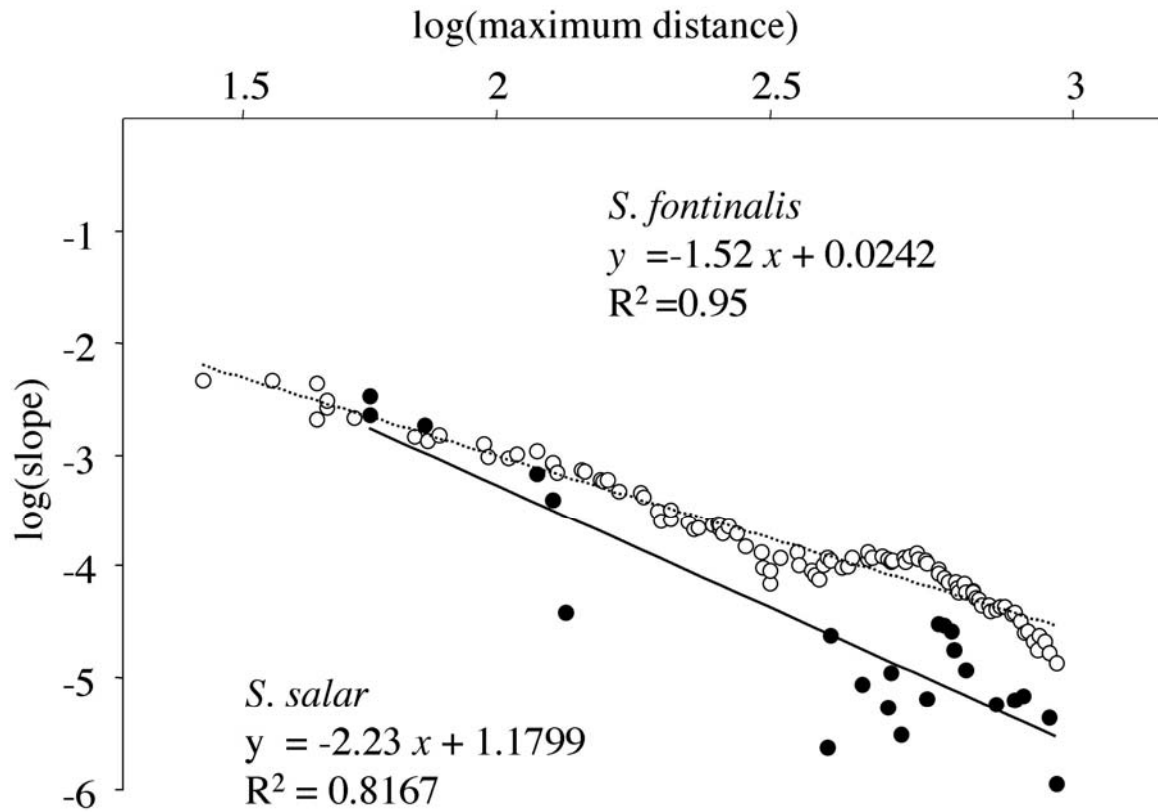 log(maximum distance)
1.5 2 2.5 3
log(slope)
-1
-2
-3
-4
-5
-6
S. fontinalis
y =-1.52 x + 0.0242
R² =0.95
S. salar
y = -2.23 x + 1.1799
R² = 0.8167